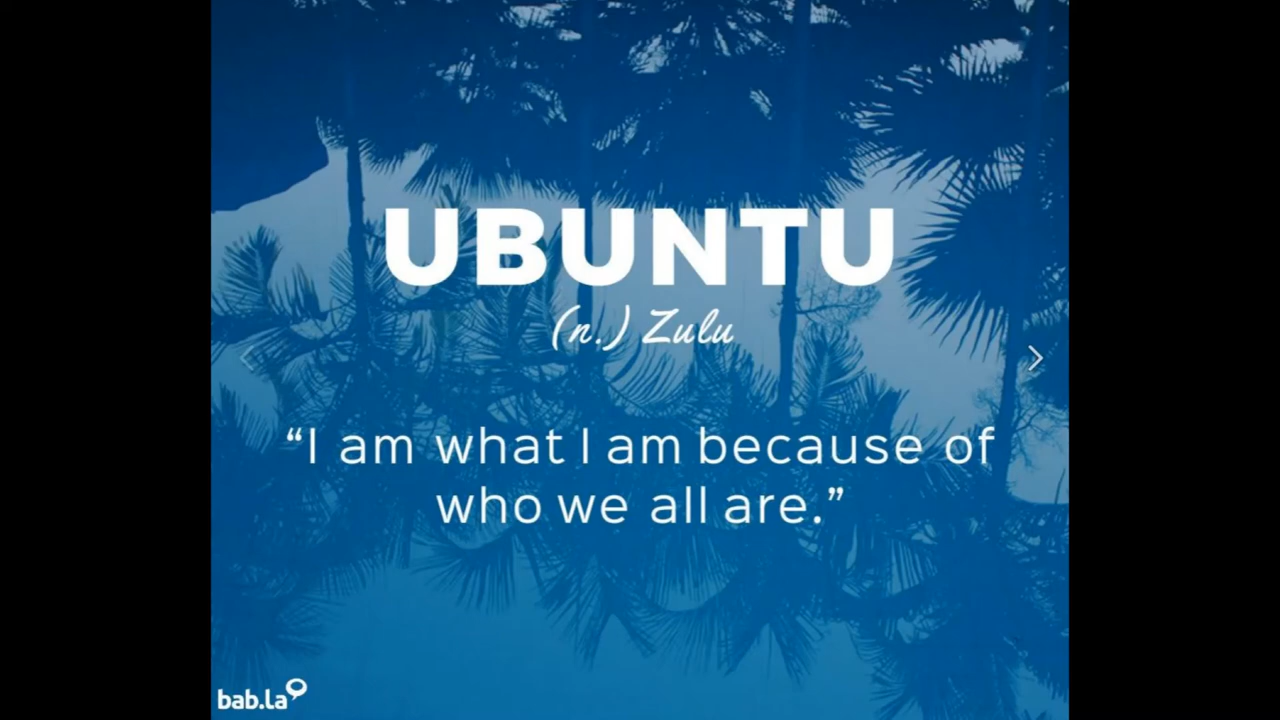 UBUNTU
(n.) Zulu
“I am what I am because of
who we all are.”
bab.la